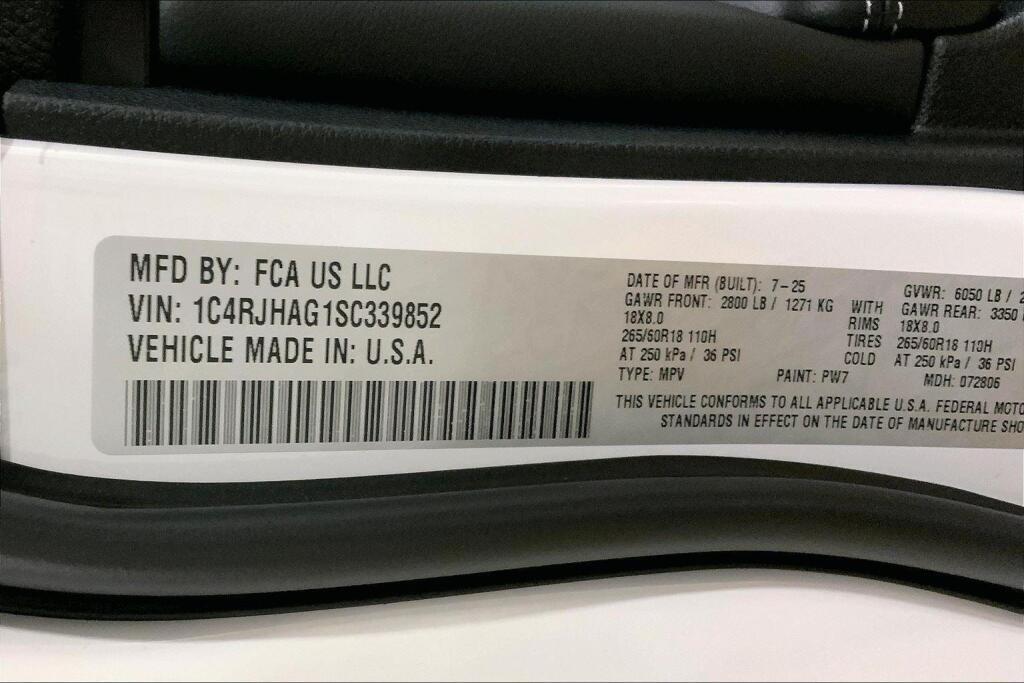 MFD BY: FCA US LLC
VIN: 1C4RJHAG1SC339852
VEHICLE MADE IN: U.S.A.
DATE OF MFR (BUILT): 7-25
GAWR FRONT: 2800 LB / 1271 KG
18X8.0
265/60R18 110H
AT 250 kPa / 36 PSI
TYPE: MPV PAINT: PW7
WITH
RIMS
TIRES
COLD
GVWR: 6050 LB /
GAWR REAR: 3350
18X8.0
265/60R18 110H
AT 250 kPa / 36 PSI
MDH: 072806
THIS VEHICLE CONFORMS TO ALL APPLICABLE U.S.A. FEDERAL MOTO
STANDARDS IN EFFECT ON THE DATE OF MANUFACTURE SHO